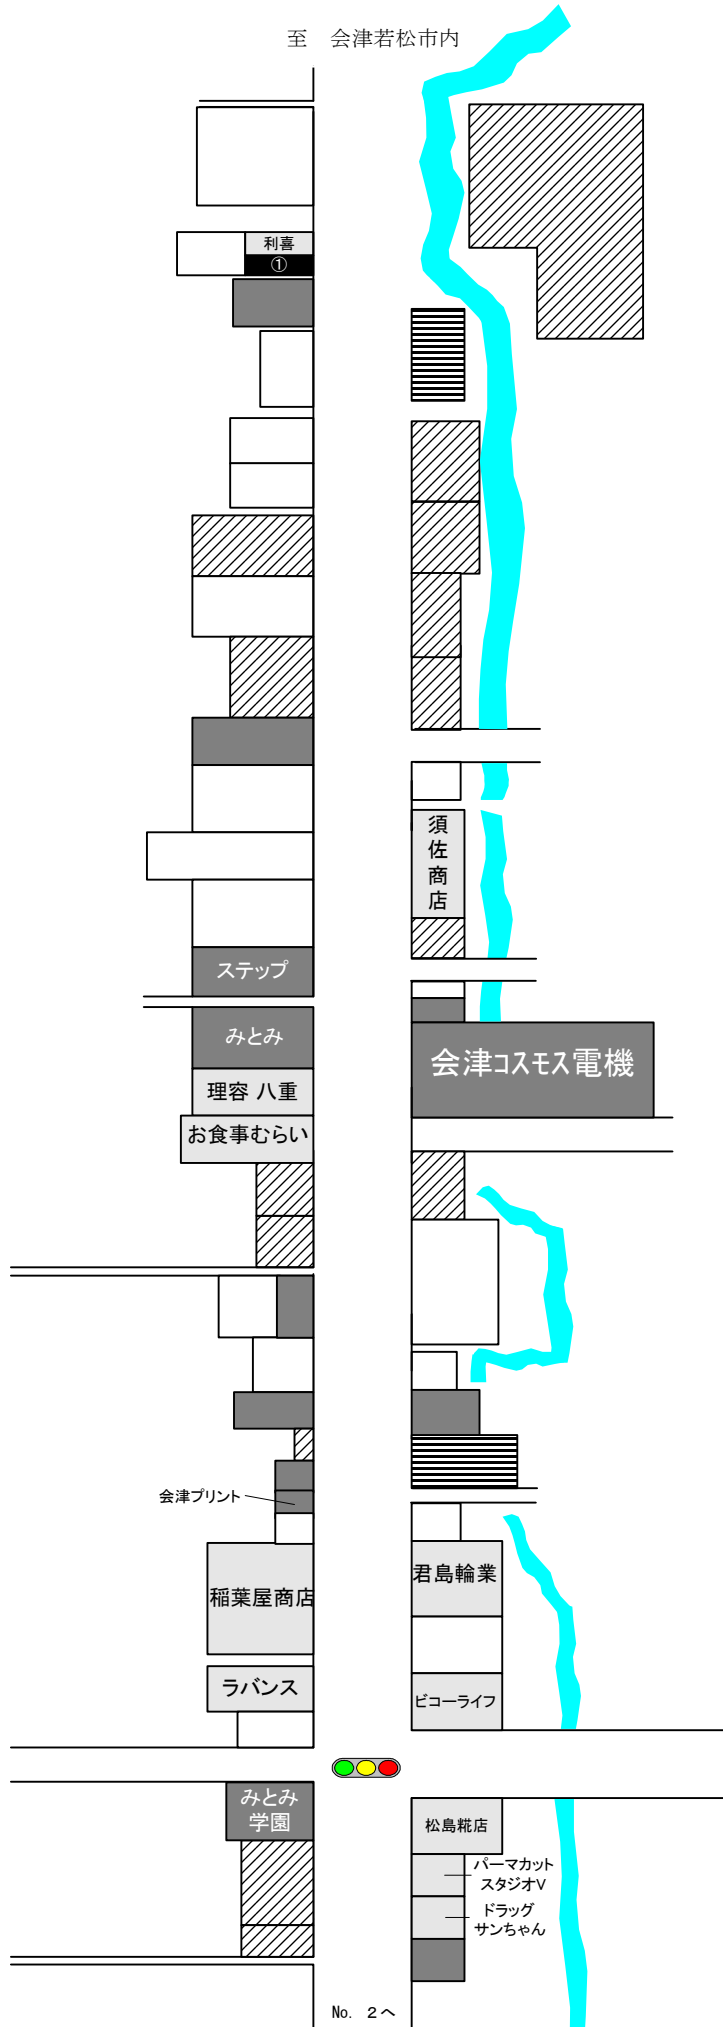 至　会津若松市内
利喜
①
須
佐
商
店
ステップ
みとみ
会津コスモス電機
理容 八重
お食事むらい
会津プリント
君島輪業
稲葉屋商店
ラバンス
ビコーライフ
みとみ
学園
松島糀店
パーマカット
スタジオV
ドラッグ
サンちゃん
No.　2へ